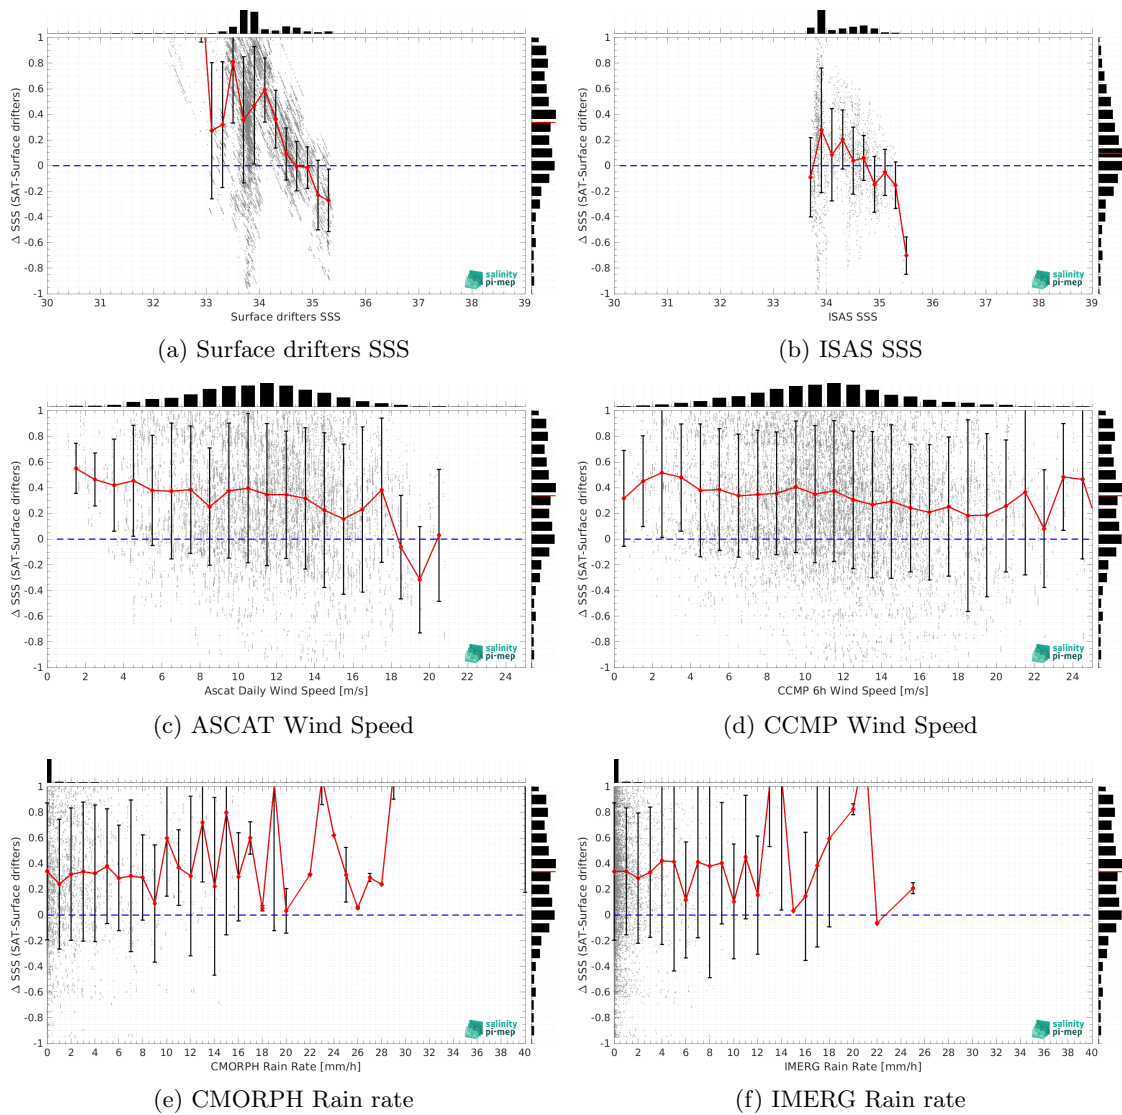 1
0.8
0.6
0.4
0.2
0
-0.2
-0.4
-0.6
-0.8
-1
Δ SSS (SAT-Surface drifters)
salinity
pi-mep
30 31 32 33 34 35 36 37 38 39
Surface drifters SSS
(a) Surface drifters SSS
1
0.8
0.6
0.4
0.2
0
-0.2
-0.4
-0.6
-0.8
-1
Δ SSS (SAT-Surface drifters)
salinity
pi-mep
30 31 32 33 34 35 36 37 38 39
ISAS SSS
(b) ISAS SSS
1
0.8
0.6
0.4
0.2
0
-0.2
-0.4
-0.6
-0.8
-1
Δ SSS (SAT-Surface drifters)
salinity
pi-mep
0 2 4 6 8 10 12 14 16 18 20 22 24
Ascat Daily Wind Speed [m/s]
(c) ASCAT Wind Speed
1
0.8
0.6
0.4
0.2
0
-0.2
-0.4
-0.6
-0.8
-1
Δ SSS (SAT-Surface drifters)
salinity
pi-mep
0 2 4 6 8 10 12 14 16 18 20 22 24
CCMP 6h Wind Speed [m/s]
(d) CCMP Wind Speed
1
0.8
0.6
0.4
0.2
0
-0.2
-0.4
-0.6
-0.8
-1
Δ SSS (SAT-Surface drifters)
salinity
pi-mep
0 2 4 6 8 10 12 14 16 18 20 22 24 26 28 30 32 34 36 38 40
CMORPH Rain Rate [mm/h]
(e) CMORPH Rain rate
1
0.8
0.6
0.4
0.2
0
-0.2
-0.4
-0.6
-0.8
-1
Δ SSS (SAT-Surface drifters)
salinity
pi-mep
0 2 4 6 8 10 12 14 16 18 20 22 24 26 28 30 32 34 36 38 40
IMERG Rain Rate [mm/h]
(f) IMERG Rain rate